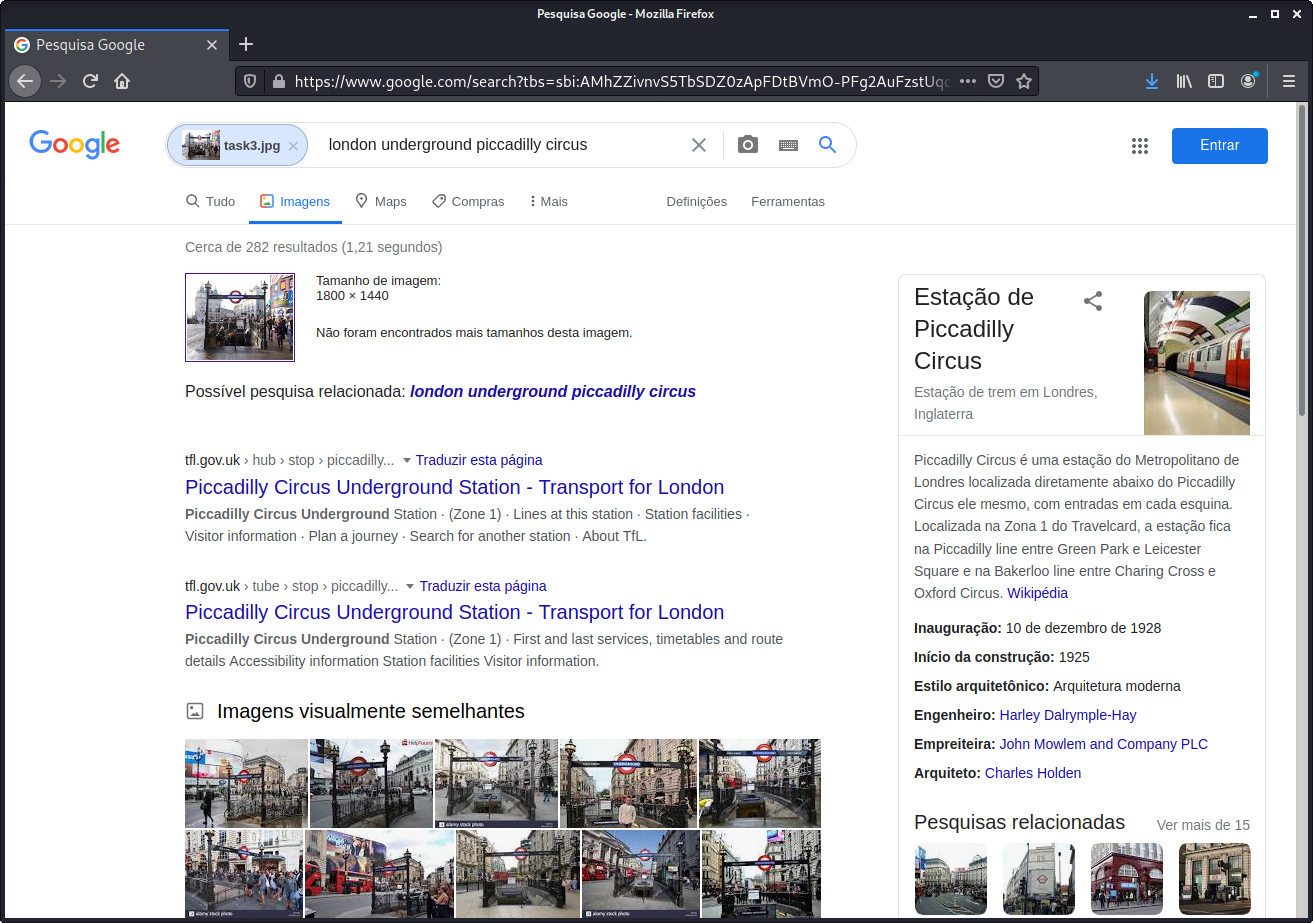 Pesquisa Google - Mozilla Firefox
Pesquisa Google
https://www.google.com/search?tbs=sbi:AMhZZivnvS5TbSDZ0zApFDtBVmO-PFg2AuFzstUqc
Google
task3.jpg
london underground piccadilly circus
Entrar
Tudo
Imagens
Maps
Compras
Mais
Definições
Ferramentas
Cerca de 282 resultados (1,21 segundos)
Tamanho de imagem:
1800 × 1440
Não foram encontrados mais tamanhos desta imagem.
Possível pesquisa relacionada: london underground piccadilly circus
tfl.gov.uk › hub › stop › piccadilly... Traduzir esta página
Piccadilly Circus Underground Station - Transport for London
Piccadilly Circus Underground Station · (Zone 1) · Lines at this station · Station facilities ·
Visitor information · Plan a journey · Search for another station · About TfL.
tfl.gov.uk › tube › stop › piccadilly... Traduzir esta página
Piccadilly Circus Underground Station - Transport for London
Piccadilly Circus Underground Station · (Zone 1) · First and last services, timetables and route
details Accessibility information Station facilities Visitor information.
Imagens visualmente semelhantes
alamy stock photo
alamy stock photo
alamy stock photo
Estação de
Piccadilly
Circus
Estação de trem em Londres,
Inglaterra
Piccadilly Circus é uma estação do Metropolitano de
Londres localizada diretamente abaixo do Piccadilly
Circus ele mesmo, com entradas em cada esquina.
Localizada na Zona 1 do Travelcard, a estação fica
na Piccadilly line entre Green Park e Leicester
Square e na Bakerloo line entre Charing Cross e
Oxford Circus. Wikipédia
Inauguração: 10 de dezembro de 1928
Início da construção: 1925
Estilo arquitetônico: Arquitetura moderna
Engenheiro: Harley Dalrymple-Hay
Empreiteira: John Mowlem and Company PLC
Arquiteto: Charles Holden
Pesquisas relacionadas
Ver mais de 15